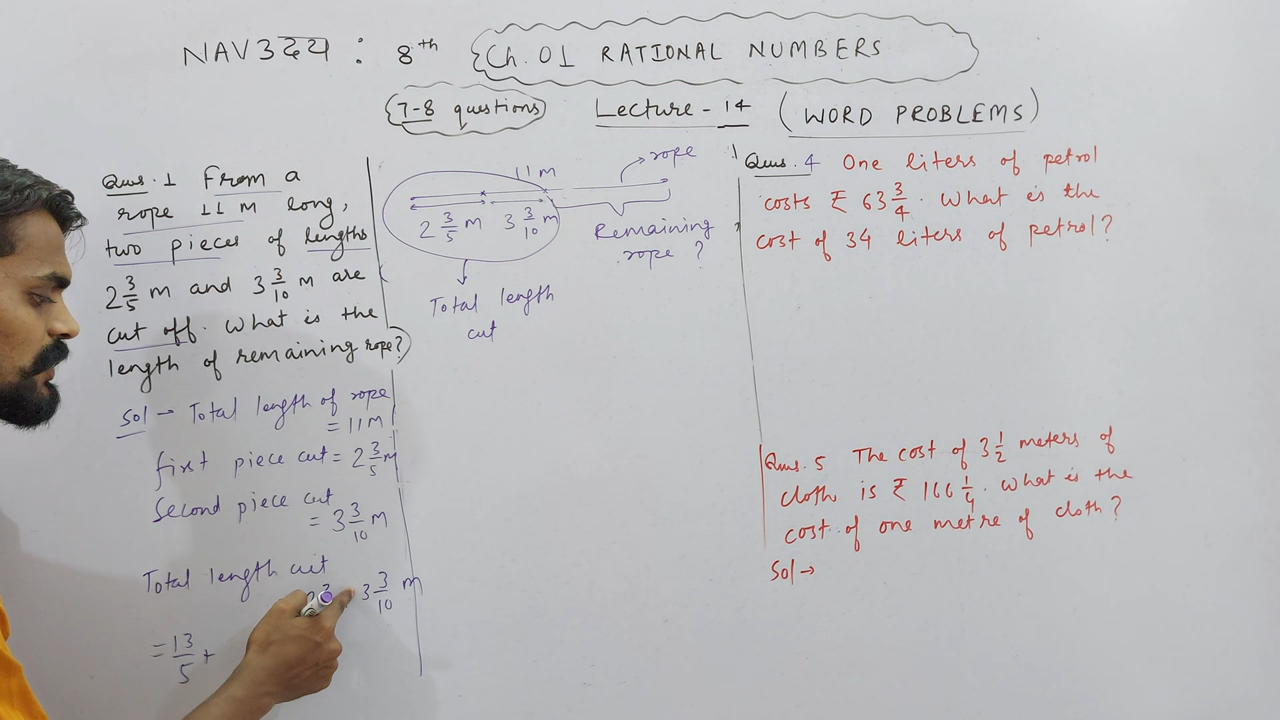 NAV3224 : 8th Ch. 01 RATIONAL NUMBERS
7-8 questions Lecture - 14 (WORD PROBLEMS)
Ques. 1 From a
rope 11 M long,
two pieces of lengths
2 3/5 m and 3 3/10 m are
cut off. What is the
length of remaining rope?
Sol → Total length of rope
= 11M
first piece cut = 2 3/5 m
Second piece cut
= 3 3/10 m
Total length cut
3 3/10 m
= 13/5 +
11 M
rope
2 3/5 m 3 3/10 m
Remaining
rope ?
Total length
cut
Ques. 4 One liters of petrol
costs ₹ 63 3/4. What is the
cost of 34 liters of petrol?
Ques. 5 The cost of 3 1/2 meters of
cloth is ₹ 166 1/4. What is the
cost of one metre of cloth?
Sol →